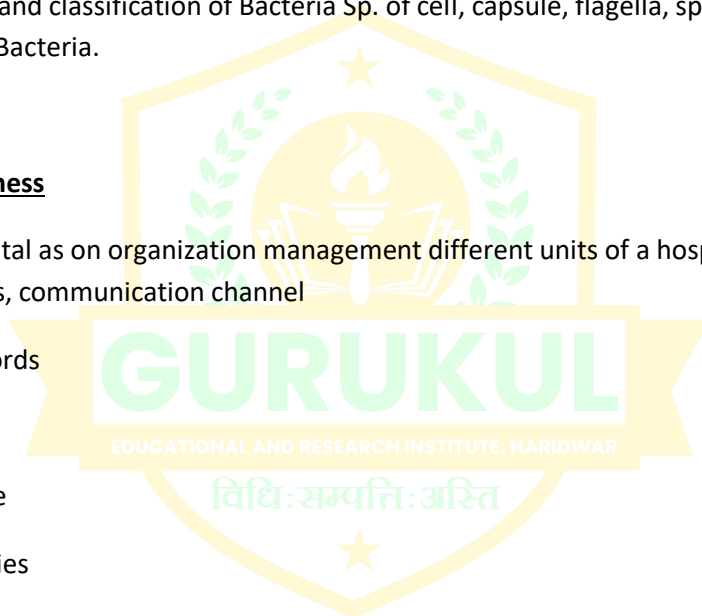 and classification of Bacteria Sp. of cell, capsule, flagella, sp
Bacteria.
ness
tal as on organization management different units of a hosp
s, communication channel
ords
GURUKUL
EDUCATIONAL AND RESEARCH INSTITUTE, HARIDWAR
विधिःसम्पत्तिःअस्ति
e
ies